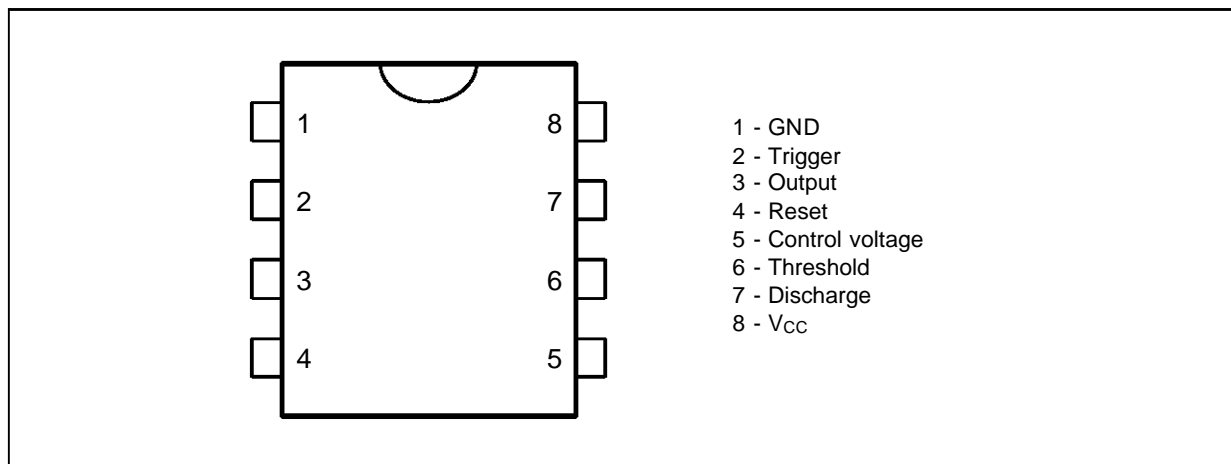 1 8
2 7
3 6
4 5
1 - GND
2 - Trigger
3 - Output
4 - Reset
5 - Control voltage
6 - Threshold
7 - Discharge
8 - VCC